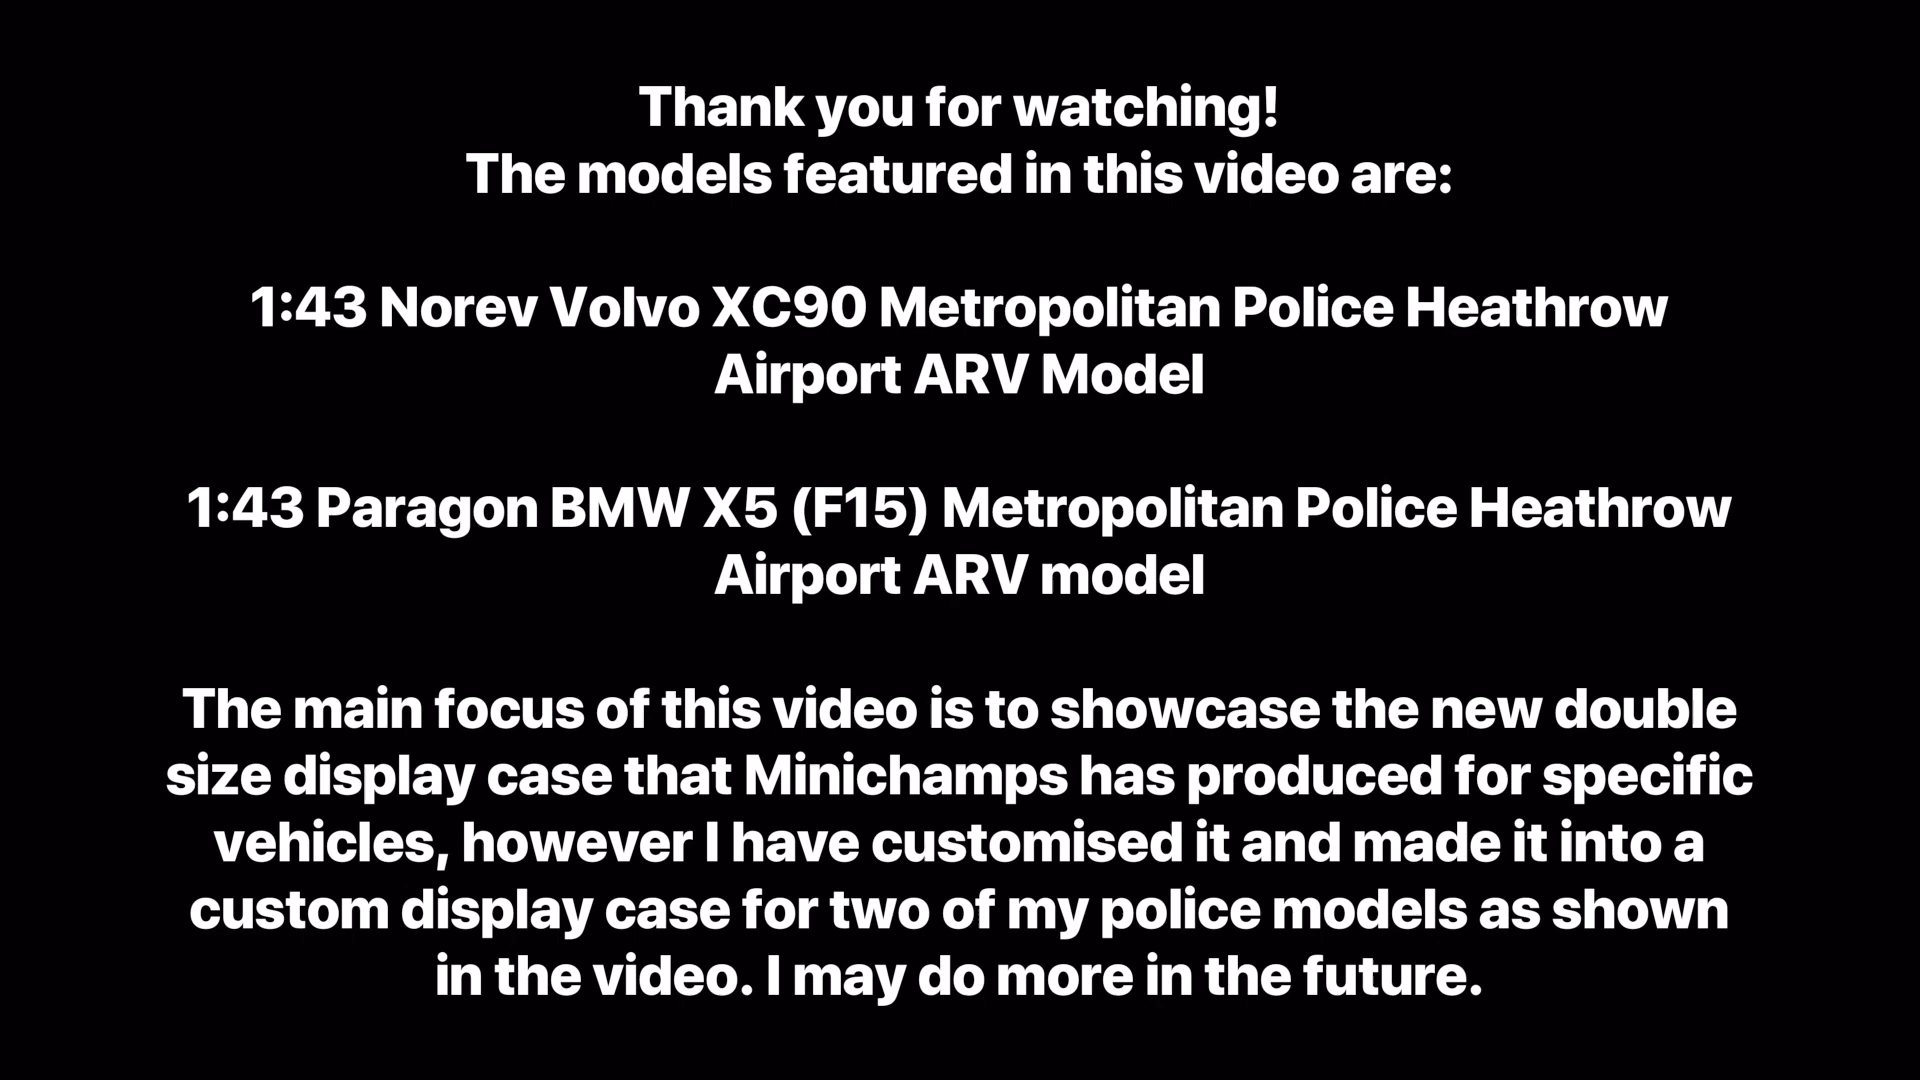 Thank you for watching!
The models featured in this video are:
1:43 Norev Volvo XC90 Metropolitan Police Heathrow
Airport ARV Model
1:43 Paragon BMW X5 (F15) Metropolitan Police Heathrow
Airport ARV model
The main focus of this video is to showcase the new double
size display case that Minichamps has produced for specific
vehicles, however I have customised it and made it into a
custom display case for two of my police models as shown
in the video. I may do more in the future.